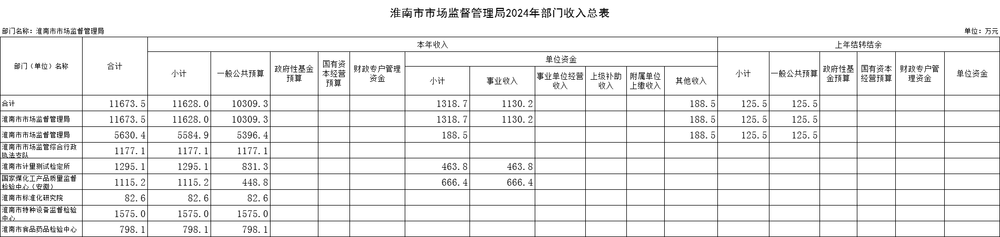 淮南市市场监督管理局2024年部门收入总表
部门名称：淮南市市场监督管理局 单位：万元
部门（单位）名称 合计 本年收入 上年结转结余
小计 一般公共预算 政府性基金预算 国有资本经营预算 财政专户管理资金 单位资金 小计 一般公共预算 政府性基金预算 国有资本经营预算 财政专户管理资金 单位资金
小计 事业收入 事业单位经营收入 上级补助收入 附属单位上缴收入 其他收入
合计 11673.5 11628.0 10309.3 1318.7 1130.2 188.5 125.5 125.5
淮南市市场监督管理局 11673.5 11628.0 10309.3 1318.7 1130.2 188.5 125.5 125.5
淮南市市场监督管理局 5630.4 5584.9 5396.4 188.5 188.5 125.5 125.5
淮南市市场监管综合行政执法支队 1177.1 1177.1 1177.1
淮南市计量测试检定所 1295.1 1295.1 831.3 463.8 463.8
国家煤化工产品质量监督检验中心（安徽） 1115.2 1115.2 448.8 666.4 666.4
淮南市标准化研究院 82.6 82.6 82.6
淮南市特种设备监督检验中心 1575.0 1575.0 1575.0
淮南市食品药品检验中心 798.1 798.1 798.1